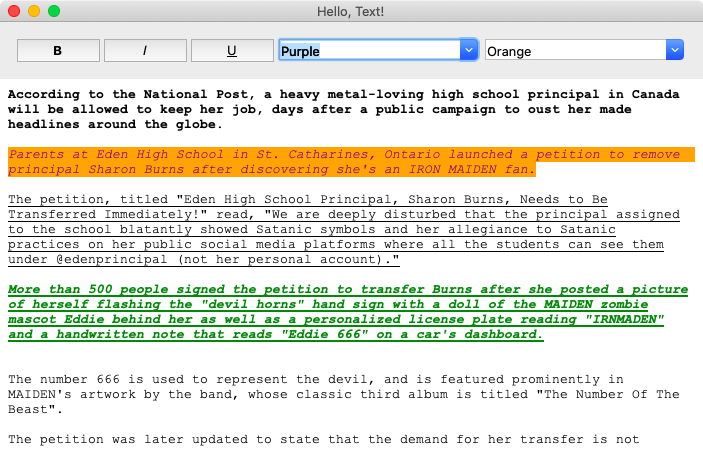 Hello, Text!
B I U Purple Orange
According to the National Post, a heavy metal-loving high school principal in Canada
will be allowed to keep her job, days after a public campaign to oust her made
headlines around the globe.
Parents at Eden High School in St. Catharines, Ontario launched a petition to remove
principal Sharon Burns after discovering she's an IRON MAIDEN fan.
The petition, titled "Eden High School Principal, Sharon Burns, Needs to Be
Transferred Immediately!" read, "We are deeply disturbed that the principal assigned
to the school blatantly showed Satanic symbols and her allegiance to Satanic
practices on her public social media platforms where all the students can see them
under @edenprincipal (not her personal account)."
More than 500 people signed the petition to transfer Burns after she posted a picture
of herself flashing the "devil horns" hand sign with a doll of the MAIDEN zombie
mascot Eddie behind her as well as a personalized license plate reading "IRNMADEN"
and a handwritten note that reads "Eddie 666" on a car's dashboard.
The number 666 is used to represent the devil, and is featured prominently in
MAIDEN's artwork by the band, whose classic third album is titled "The Number Of The
Beast".
The petition was later updated to state that the demand for her transfer is not